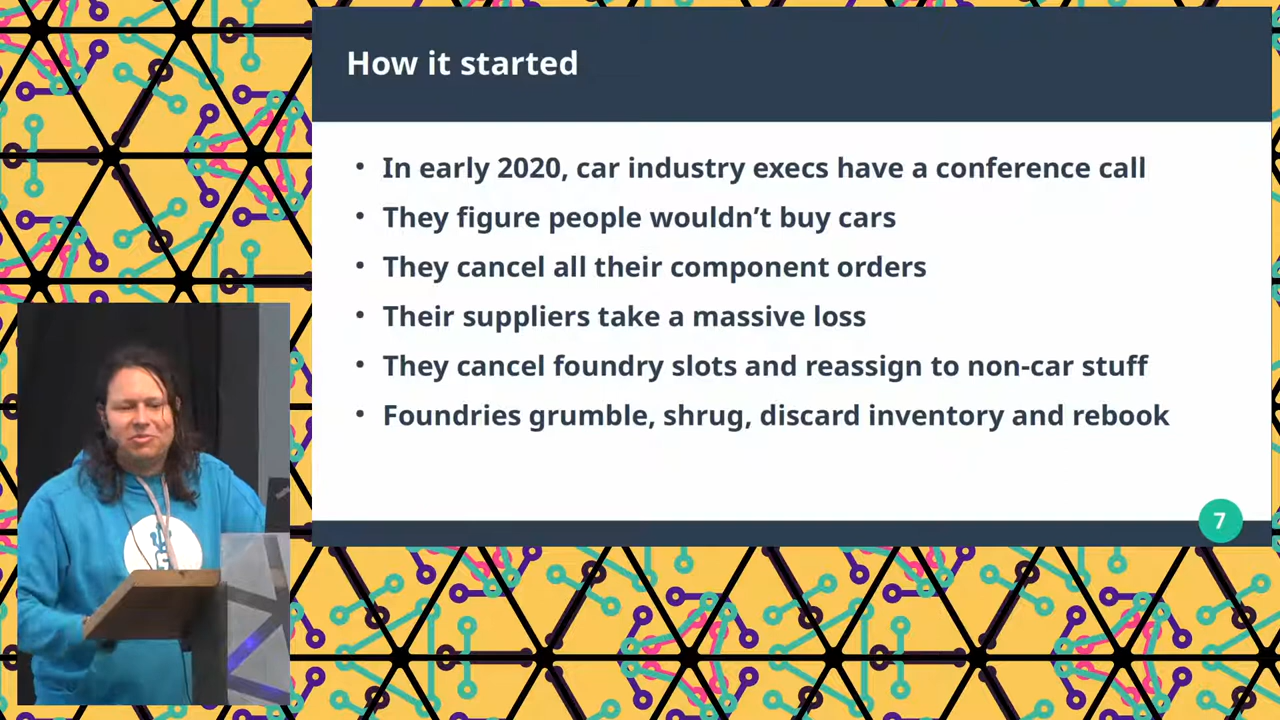 How it started
• In early 2020, car industry execs have a conference call
• They figure people wouldn’t buy cars
• They cancel all their component orders
• Their suppliers take a massive loss
• They cancel foundry slots and reassign to non-car stuff
• Foundries grumble, shrug, discard inventory and rebook
7